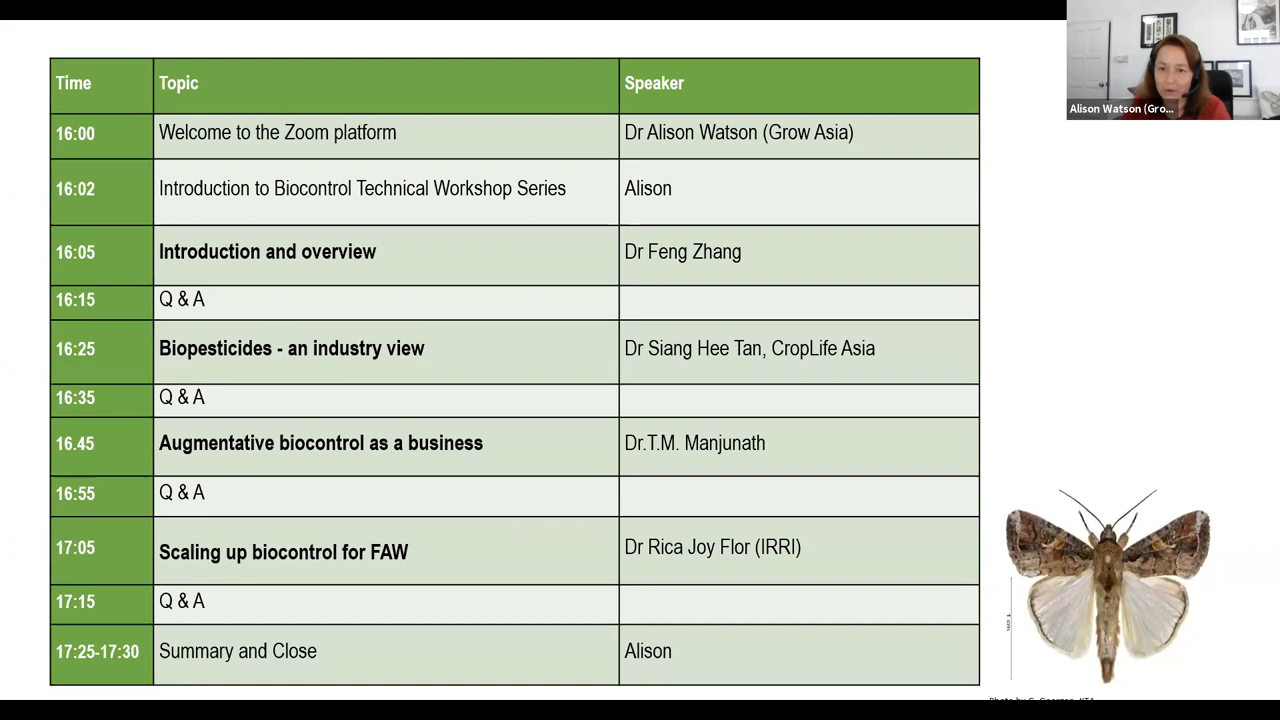 Time Topic Speaker
16:00 Welcome to the Zoom platform Dr Alison Watson (Grow Asia)
16:02 Introduction to Biocontrol Technical Workshop Series Alison
16:05 Introduction and overview Dr Feng Zhang
16:15 Q & A
16:25 Biopesticides - an industry view Dr Siang Hee Tan, CropLife Asia
16:35 Q & A
16.45 Augmentative biocontrol as a business Dr.T.M. Manjunath
16:55 Q & A
17:05 Scaling up biocontrol for FAW Dr Rica Joy Flor (IRRI)
17:15 Q & A
17:25-17:30 Summary and Close Alison
Alison Watson (Gro...
1 cm
Photo by